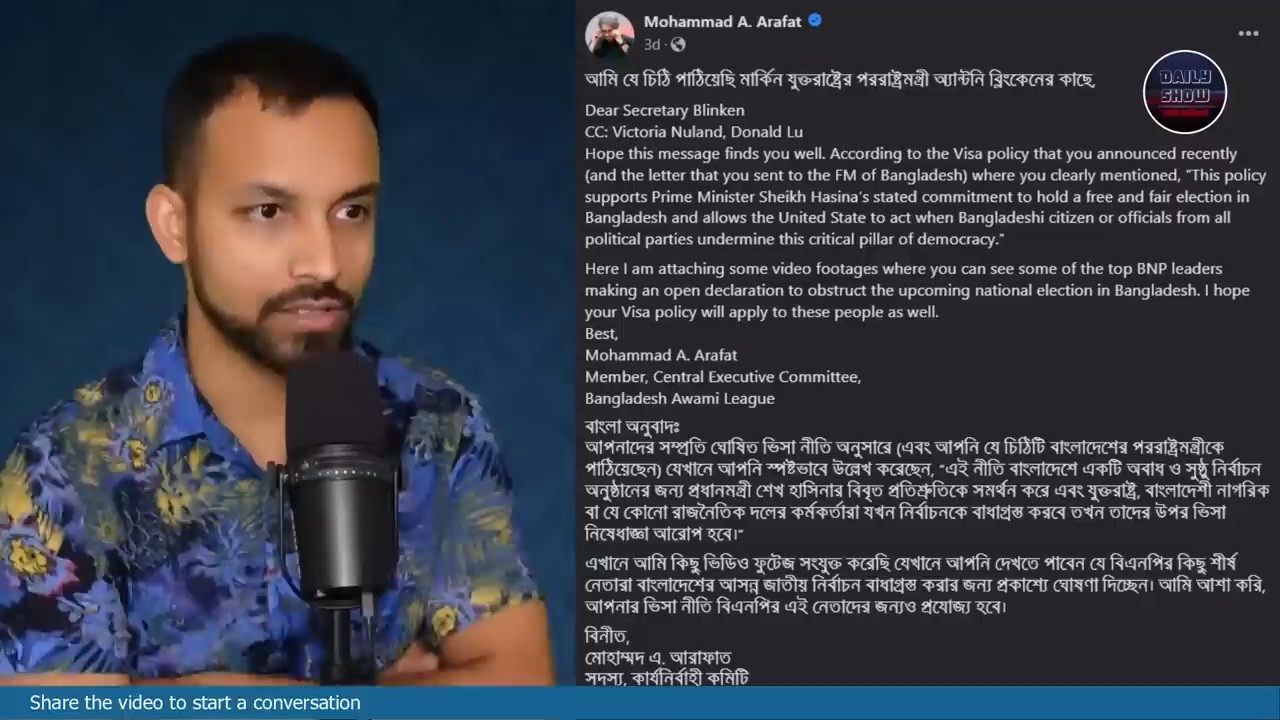 Mohammad A. Arafat
3d
DAILY
SHOW
আমি যে চিঠি পাঠিয়েছি মার্কিন যুক্তরাষ্ট্রের পররাষ্ট্রমন্ত্রী অ্যান্টনি ব্লিংকেনের কাছে,
Dear Secretary Blinken
CC: Victoria Nuland, Donald Lu
Hope this message finds you well. According to the Visa policy that you announced recently
(and the letter that you sent to the FM of Bangladesh) where you clearly mentioned, “This policy
supports Prime Minister Sheikh Hasina’s stated commitment to hold a free and fair election in
Bangladesh and allows the United State to act when Bangladeshi citizen or officials from all
political parties undermine this critical pillar of democracy.”
Here I am attaching some video footages where you can see some of the top BNP leaders
making an open declaration to obstruct the upcoming national election in Bangladesh. I hope
your Visa policy will apply to these people as well.
Best,
Mohammad A. Arafat
Member, Central Executive Committee,
Bangladesh Awami League
বাংলা অনুবাদঃ
আপনাদের সম্প্রতি ঘোষিত ভিসা নীতি অনুসারে (এবং আপনি যে চিঠিটি বাংলাদেশের পররাষ্ট্রমন্ত্রীকে
পাঠিয়েছেন) যেখানে আপনি স্পষ্টভাবে উল্লেখ করেছেন, “এই নীতি বাংলাদেশে একটি অবাধ ও সুষ্ঠু নির্বাচন
অনুষ্ঠানের জন্য প্রধানমন্ত্রী শেখ হাসিনার বিবৃত প্রতিশ্রুতিকে সমর্থন করে এবং যুক্তরাষ্ট্র, বাংলাদেশী নাগরিক
বা যে কোনো রাজনৈতিক দলের কর্মকর্তারা যখন নির্বাচনকে বাধাগ্রস্ত করবে তখন তাদের উপর ভিসা
নিষেধাজ্ঞা আরোপ হবে।”
এখানে আমি কিছু ভিডিও ফুটেজ সংযুক্ত করেছি যেখানে আপনি দেখতে পাবেন যে বিএনপির কিছু শীর্ষ
নেতারা বাংলাদেশের আসন্ন জাতীয় নির্বাচন বাধাগ্রস্ত করার জন্য প্রকাশ্যে ঘোষণা দিচ্ছেন। আমি আশা করি,
আপনার ভিসা নীতি বিএনপির এই নেতাদের জন্যও প্রযোজ্য হবে।
বিনীত,
মোহাম্মদ এ. আরাফাত
সদস্য, কার্যনির্বাহী কমিটি
Share the video to start a conversation